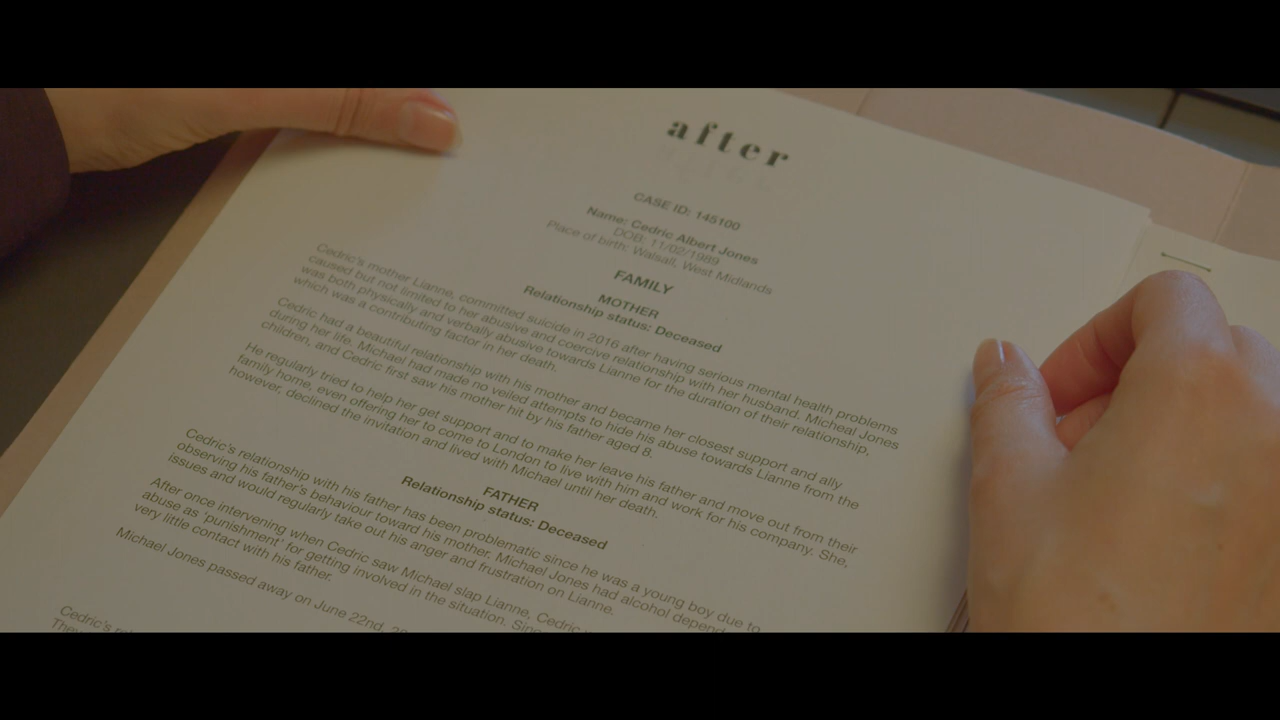 after
CASE ID: 145100
Name: Cedric Albert Jones
DOB: 11/02/1989
Place of birth: Walsall, West Midlands
FAMILY
MOTHER
Relationship status: Deceased
Cedric's mother Lianne, committed suicide in 2016 after having serious mental health problems
caused but not limited to her abusive and coercive relationship with her husband. Micheal Jones
was both physically and verbally abusive towards Lianne for the duration of their relationship,
which was a contributing factor in her death.
Cedric had a beautiful relationship with his mother and became her closest support and ally
during her life. Michael had made no veiled attempts to hide his abuse towards Lianne from the
children, and Cedric first saw his mother hit by his father aged 8.
He regularly tried to help her get support and to make her leave his father and move out from their
family home, even offering her to come to London to live with him and work for his company. She,
however, declined the invitation and lived with Michael until her death.
FATHER
Relationship status: Deceased
Cedric's relationship with his father has been problematic since he was a young boy due to
observing his father's behaviour toward his mother. Michael Jones had alcohol depend
issues and would regularly take out his anger and frustration on Lianne.
After once intervening when Cedric saw Michael slap Lianne, Cedric
abuse as 'punishment' for getting involved in the situation. Sinc
very little contact with his father.
Michael Jones passed away on June 22nd,
Cedric's
They